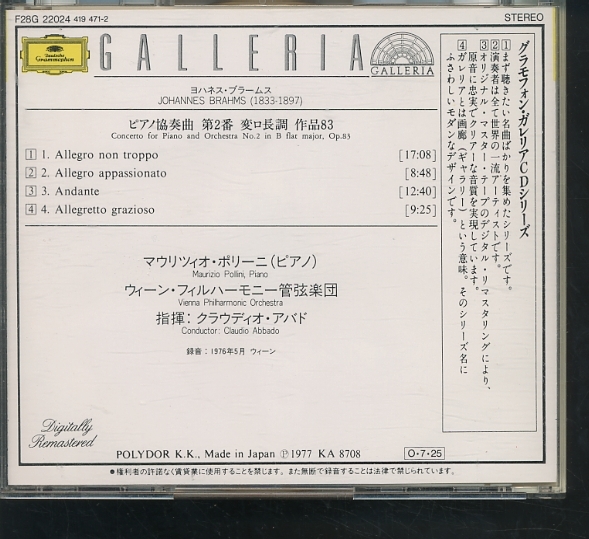 F28G 22024 419 471-2
STEREO
Deutsche Grammophon
GALLERIA
GALLERIA
ヨハネス・ブラームス
JOHANNES BRAHMS (1833-1897)
ピアノ協奏曲 第2番 変ロ長調 作品83
Concerto for Piano and Orchestra No.2 in B flat major, Op.83
1 1. Allegro non troppo [17:08]
2 2. Allegro appassionato [8:48]
3 3. Andante [12:40]
4 4. Allegretto grazioso [9:25]
マウリツィオ・ポリーニ(ピアノ)
Maurizio Pollini, Piano
ウィーン・フィルハーモニー管弦楽団
Vienna Philharmonic Orchestra
指揮:クラウディオ・アバド
Conductor: Claudio Abbado
録音:1976年5月 ウィーン
Digitally
Remastered
POLYDOR K.K., Made in Japan Ⓟ1977 KA 8708
O・7・25
●権利者の許諾なく賃貸業に使用することを禁じます。また無断で録音することは法律で禁じられています。
グラモフォン・ガレリアCDシリーズ
1 まず聴きたい名曲ばかりを集めたシリーズです。
2 演奏者は全て世界の一流アーティストです。
3 オリジナル・マスター・テープのデジタル・リマスタリングにより、
原音に忠実でクリアーな音質を実現しています。
4 ガレリアとは画廊(ギャラリー)という意味。そのシリーズ名に
ふさわしいモダンなデザインです。